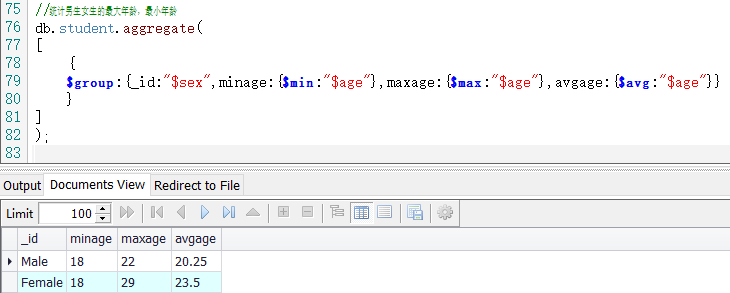 75 //统计男生女生的最大年龄，最小年龄
76 db.student.aggregate(
77 [
78 {
79 $group:{_id:"$sex",minage:{$min:"$age"},maxage:{$max:"$age"},avgage:{$avg:"$age"}}
80 }
81 ]
82 );
83
Output Documents View Redirect to File
Limit 100
_id minage maxage avgage
Male 18 22 20.25
Female 18 29 23.5